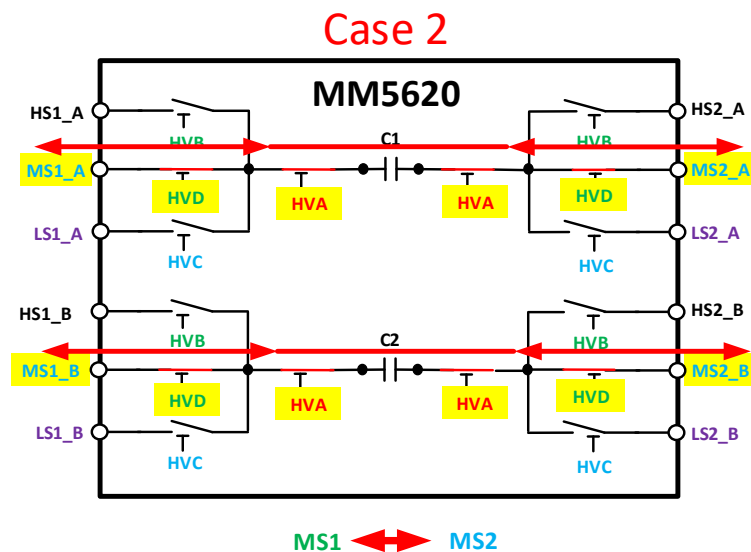 Case 2
MM5620
HS1_A
HS2_A
HVB
C1
HVB
MS1_A
MS2_A
HVD
HVA
HVA
HVD
LS1_A
LS2_A
HVC
HVC
HS1_B
HS2_B
HVB
C2
HVB
MS1_B
MS2_B
HVD
HVA
HVA
HVD
LS1_B
LS2_B
HVC
HVC
MS1 MS2